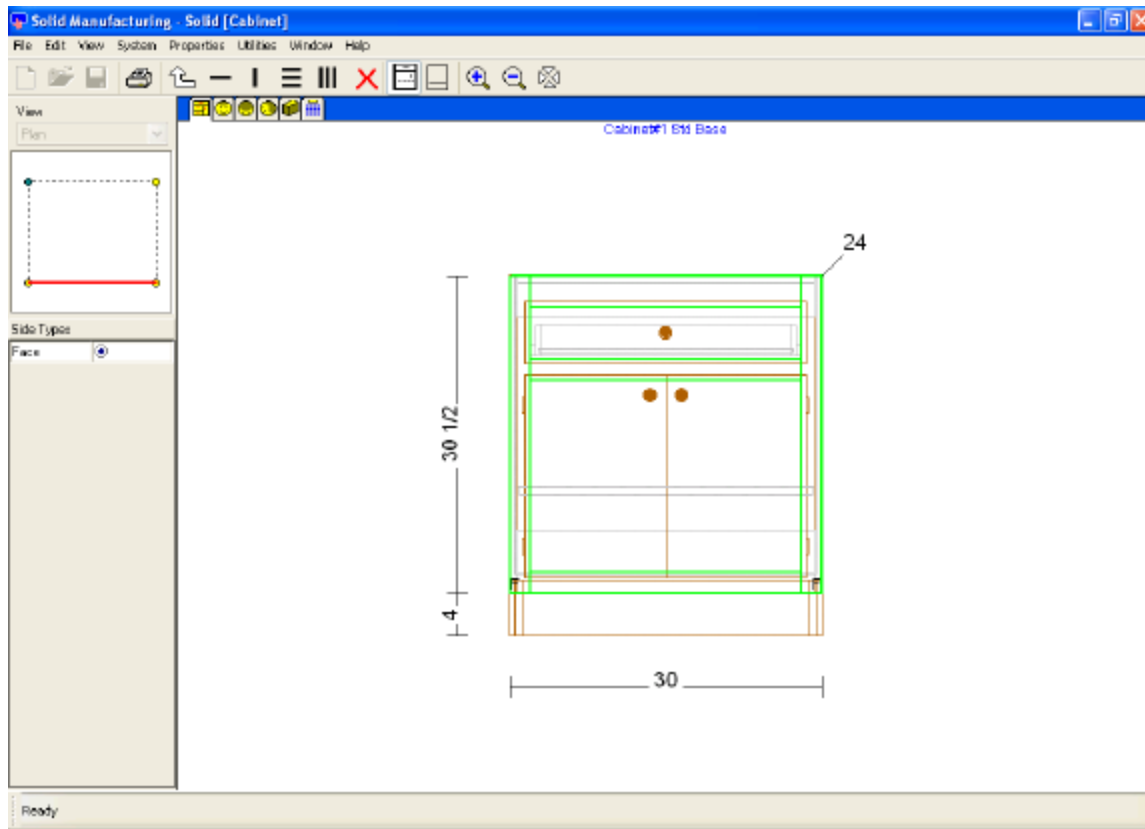 Solid Manufacturing - Solid [Cabinet]
File Edit View System Properties Utilities Window Help
View
Plan
Cabinet#1 Std Base
24
Side Types
Face
30 1/2
4
30
Ready